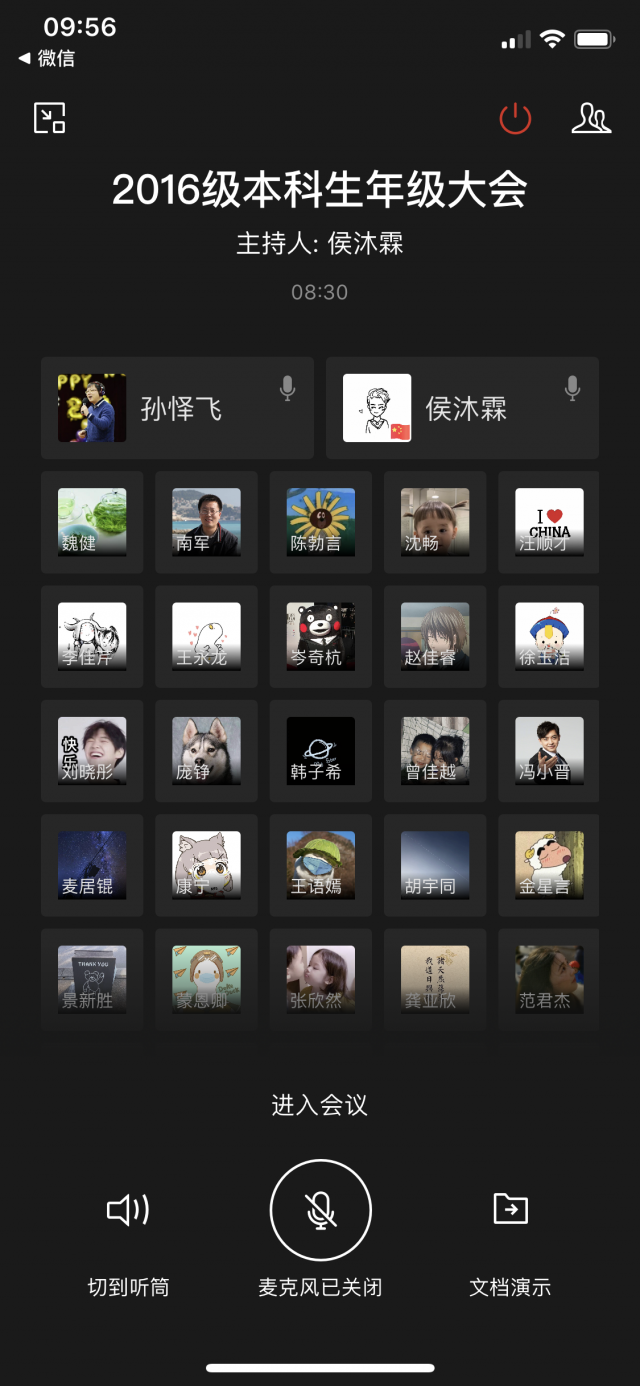 09:56
◀ 微信
2016级本科生年级大会
主持人: 侯沐霖
08:30
孙怿飞
侯沐霖
魏健
南军
陈勃言
沈畅
I ❤ CHINA
汪顺才
李佳芹
王永龙
岑奇杭
赵佳睿
徐玉洁
快乐
刘晓彤
庞铮
韩子希
曾佳越
冯小晋
麦居锟
康宁
王语嫣
胡宇同
金星言
THANK YOU
景新胜
蒙恩卿
张欣然
龚亚欣
范君杰
进入会议
切到听筒
麦克风已关闭
文档演示